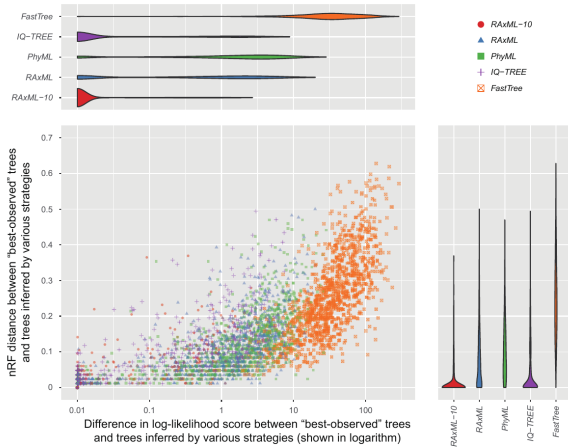 FastTree
IQ-TREE
PhyML
RAxML
RAxML-10
RAxML-10
RAxML
PhyML
IQ-TREE
FastTree
nRF distance between "best-observed" trees
and trees inferred by various strategies
0.7
0.6
0.5
0.4
0.3
0.2
0.1
0
0.01
0.1
1
10
100
Difference in log-likelihood score between "best-observed" trees
and trees inferred by various strategies (shown in logarithm)
RAxML-10
RAxML
PhyML
IQ-TREE
FastTree